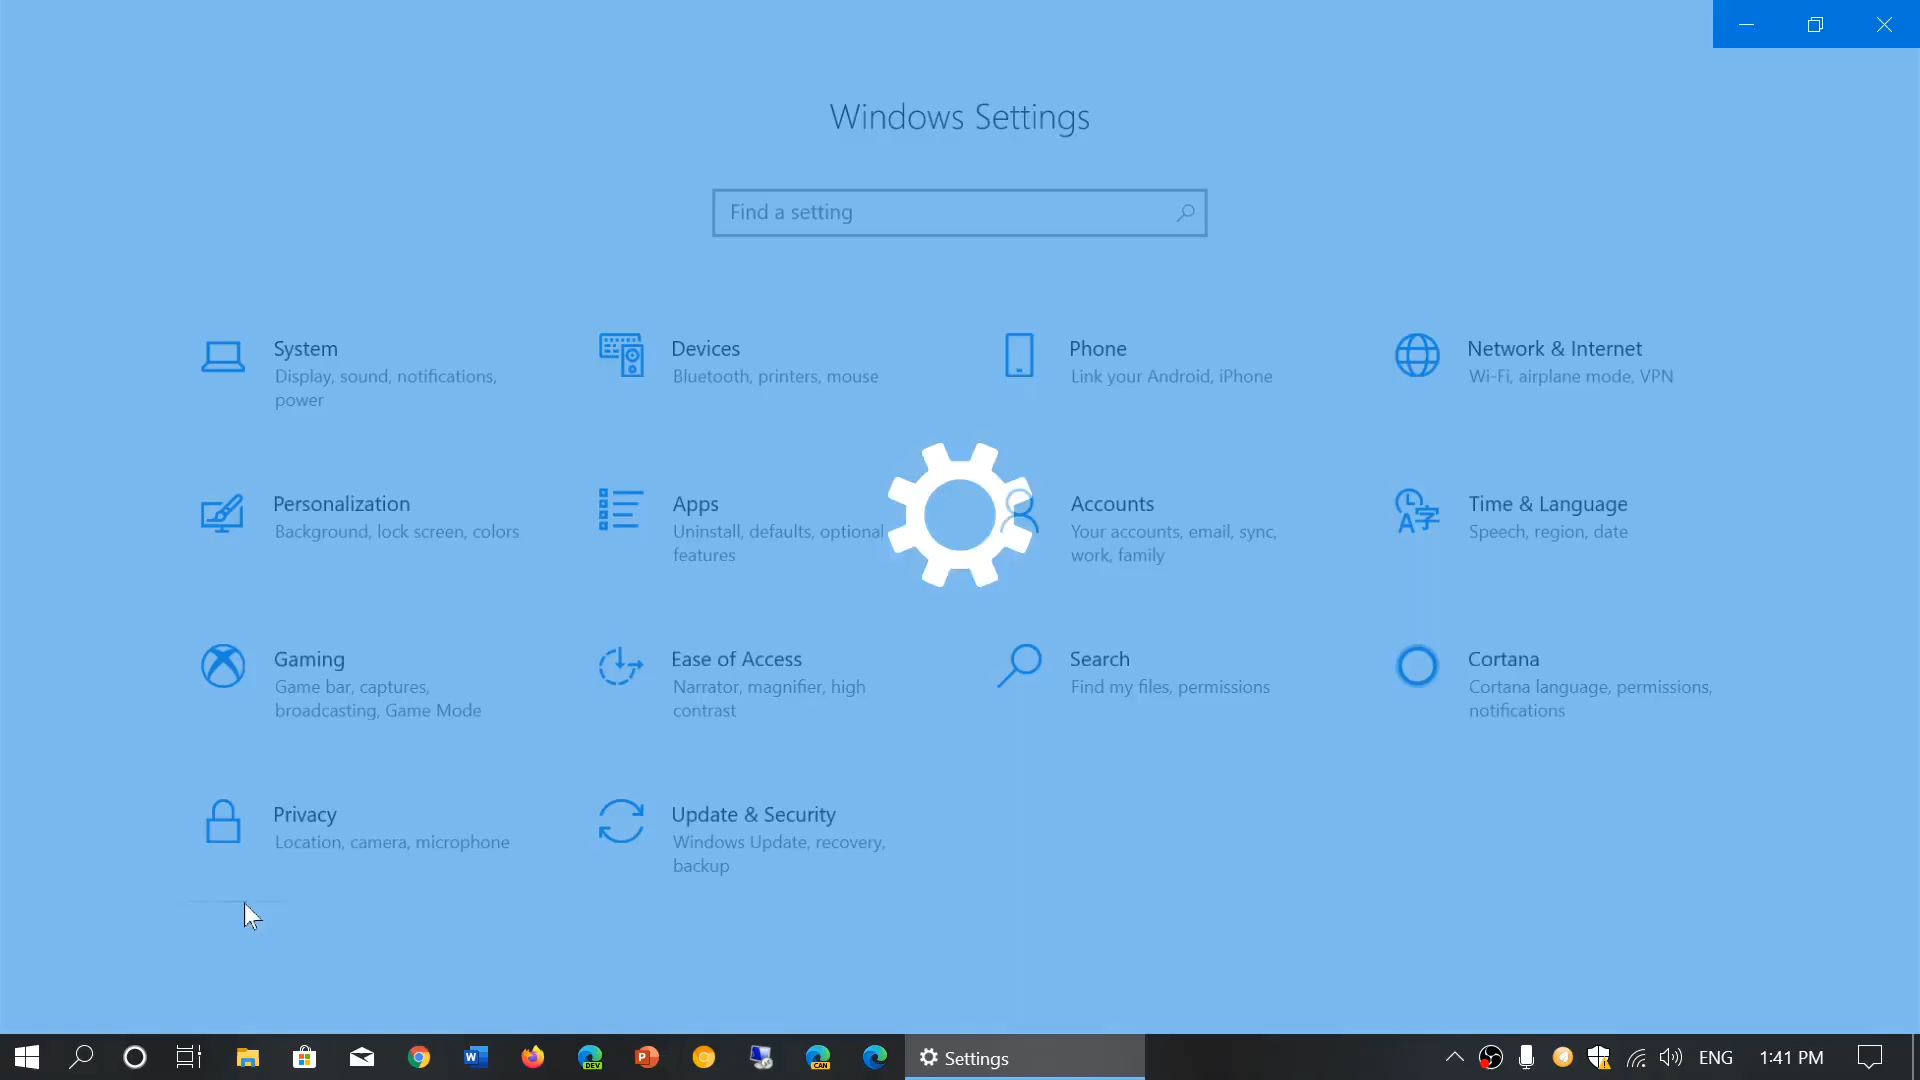 Windows Settings
Find a setting
System
Display, sound, notifications,
power
Devices
Bluetooth, printers, mouse
Phone
Link your Android, iPhone
Network & Internet
Wi-Fi, airplane mode, VPN
Personalization
Background, lock screen, colors
Apps
Uninstall, defaults, optional
features
Accounts
Your accounts, email, sync,
work, family
Time & Language
Speech, region, date
Gaming
Game bar, captures,
broadcasting, Game Mode
Ease of Access
Narrator, magnifier, high
contrast
Search
Find my files, permissions
Cortana
Cortana language, permissions,
notifications
Privacy
Location, camera, microphone
Update & Security
Windows Update, recovery,
backup
W
DEV
P
CAN
Settings
ENG
1:41 PM